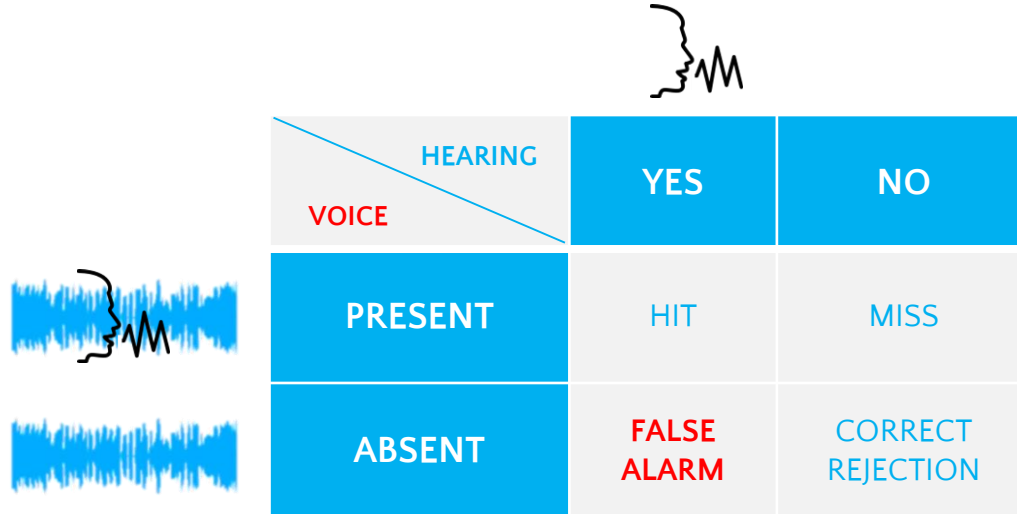 HEARING
VOICE
YES
NO
PRESENT
HIT
MISS
ABSENT
FALSE
ALARM
CORRECT
REJECTION